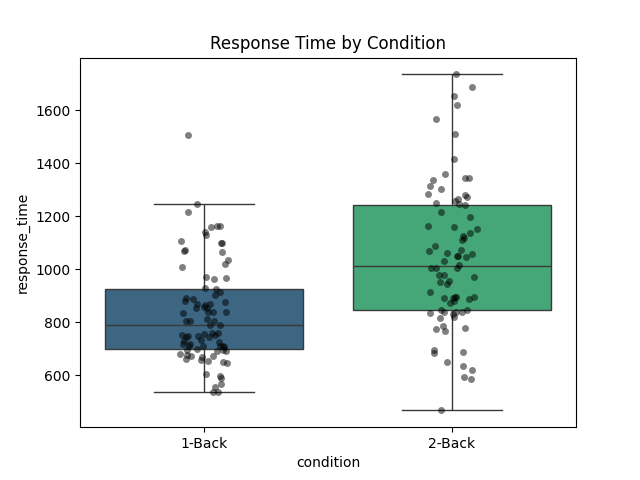 Response Time by Condition
response_time
1600
1400
1200
1000
800
600
1-Back
2-Back
condition